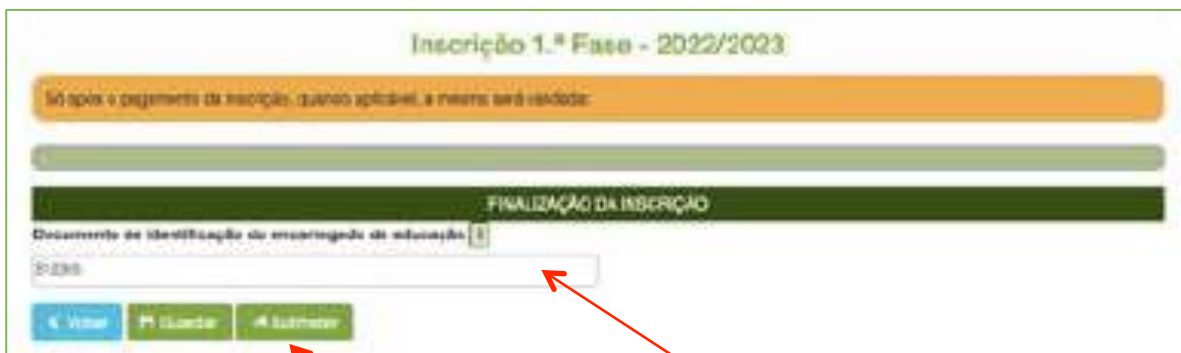 Inscrição 1.ª Fase - 2022/2023
Só após o pagamento da inscrição, quando aplicável, a mesma será validada.
FINALIZAÇÃO DA INSCRIÇÃO
Documento de identificação do encarregado de educação
Voltar Guardar Submeter